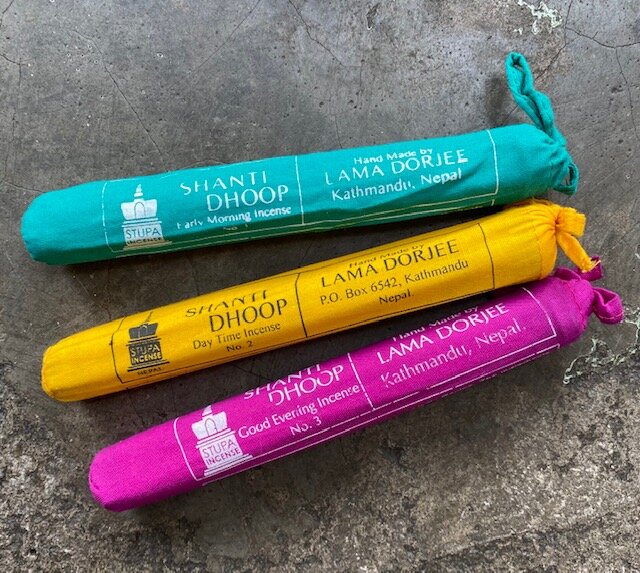 SHANTI
DHOOP
Early Morning Incense
No.
STUPA
INCENSE
Hand Made by
LAMA DORJEE
Kathmandu, Nepal
SHANTI
DHOOP
Day Time Incense
No. 2
STUPA
INCENSE
NEPAL
Hand Made by
LAMA DORJEE
P.O. Box 6542, Kathmandu
Nepal
SHANTI
DHOOP
Good Evening Incense
No. 3
STUPA
INCENSE
Hand Made by
LAMA DORJEE
Kathmandu, Nepal.